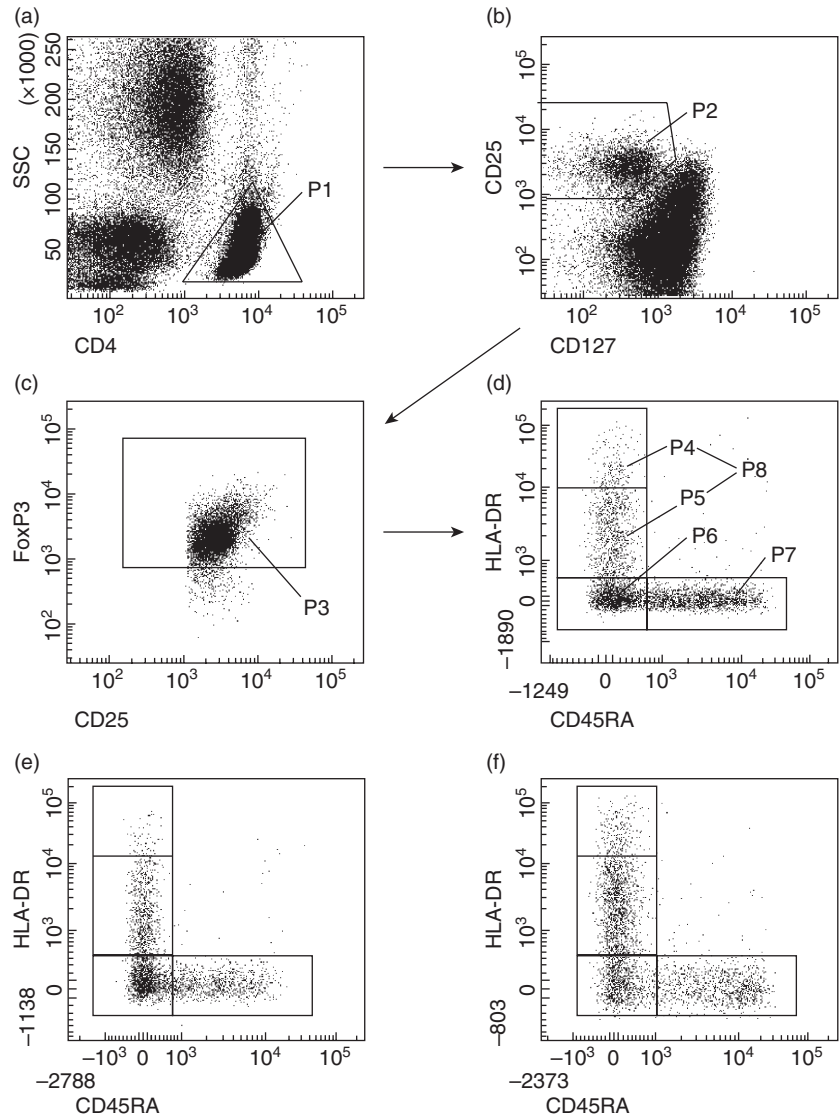 (a)
SSC
(×1000)
50 100 150 200 250
P1
10² 10³ 10⁴ 10⁵
CD4
(b)
CD25
10² 10³ 10⁴ 10⁵
P2
10² 10³ 10⁴ 10⁵
CD127
(c)
FoxP3
10² 10³ 10⁴ 10⁵
P3
10² 10³ 10⁴ 10⁵
CD25
(d)
HLA-DR
−1890
0 10³ 10⁴ 10⁵
P4
P8
P5
P6
P7
−1249
0 10³ 10⁴ 10⁵
CD45RA
(e)
HLA-DR
−1138
0 10³ 10⁴ 10⁵
−10³ 0 10³ 10⁴ 10⁵
−2788
CD45RA
(f)
HLA-DR
−803
0 10³ 10⁴ 10⁵
−10³ 0 10³ 10⁴ 10⁵
−2373
CD45RA